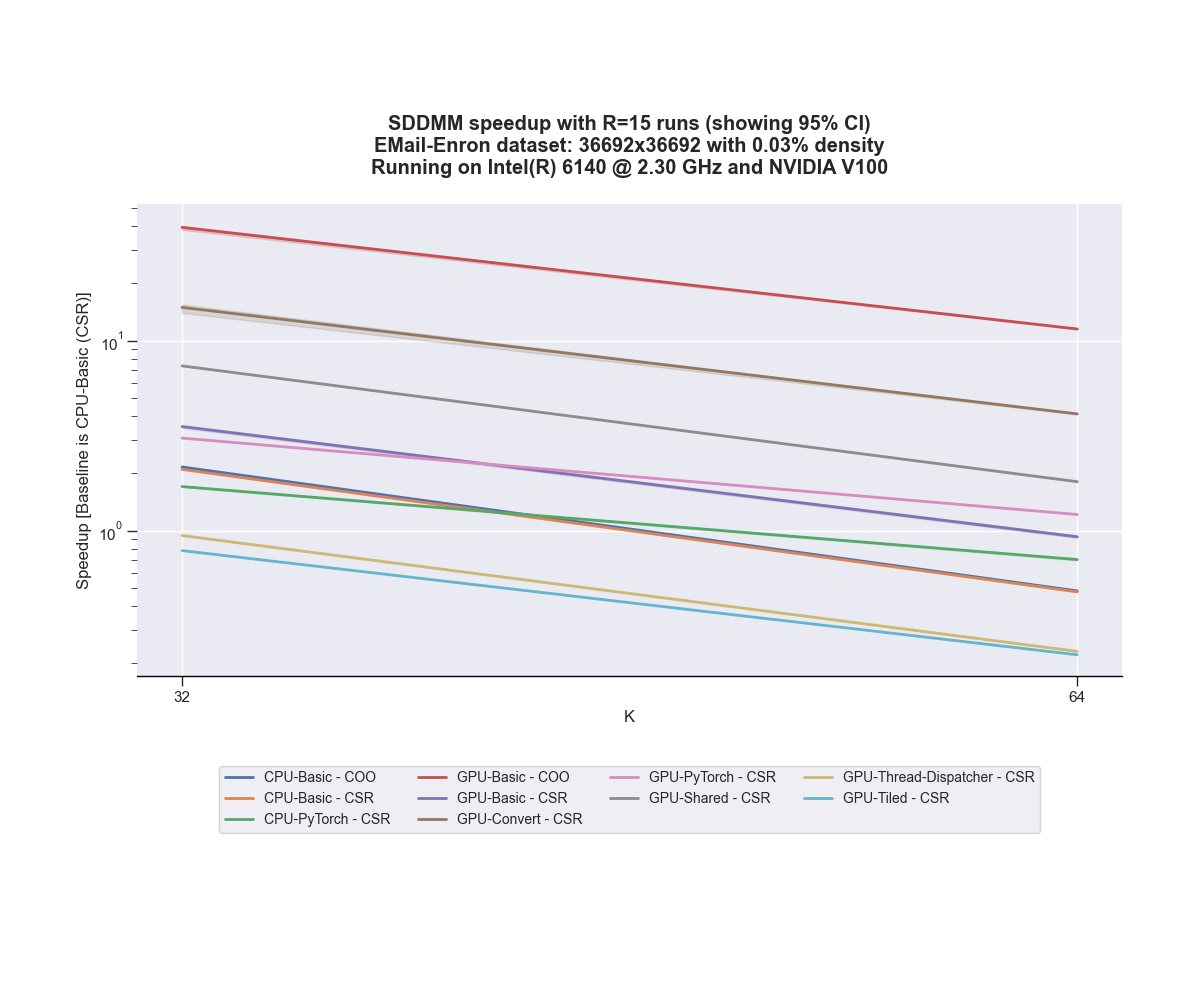 SDDMM speedup with R=15 runs (showing 95% CI)
EMail-Enron dataset: 36692x36692 with 0.03% density
Running on Intel(R) 6140 @ 2.30 GHz and NVIDIA V100
Speedup [Baseline is CPU-Basic (CSR)]
10^1
10^0
32
64
K
CPU-Basic - COO
CPU-Basic - CSR
CPU-PyTorch - CSR
GPU-Basic - COO
GPU-Basic - CSR
GPU-Convert - CSR
GPU-PyTorch - CSR
GPU-Shared - CSR
GPU-Thread-Dispatcher - CSR
GPU-Tiled - CSR